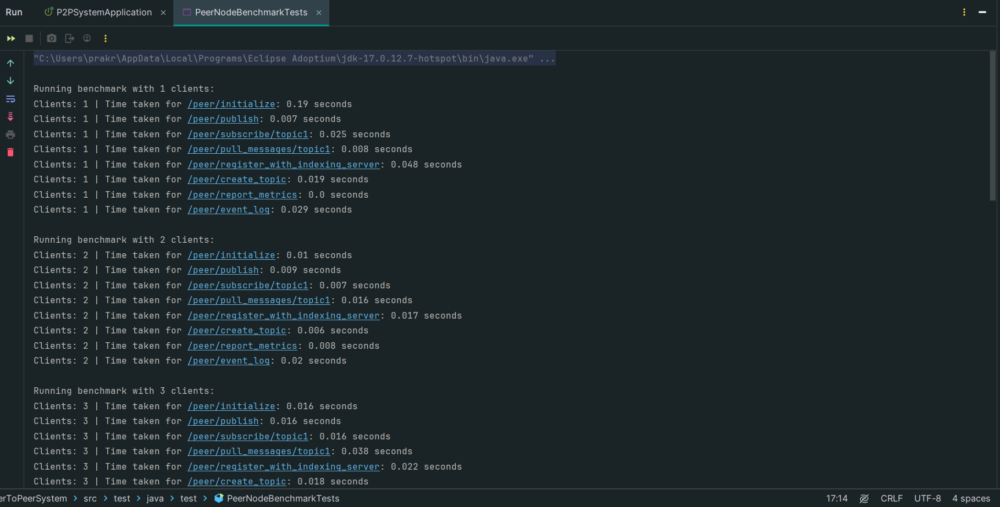 Run P2PSystemApplication PeerNodeBenchmarkTests
"C:\Users\prakr\AppData\Local\Programs\Eclipse Adoptium\jdk-17.0.12.7-hotspot\bin\java.exe" ...
Running benchmark with 1 clients:
Clients: 1 | Time taken for /peer/initialize: 0.19 seconds
Clients: 1 | Time taken for /peer/publish: 0.007 seconds
Clients: 1 | Time taken for /peer/subscribe/topic1: 0.025 seconds
Clients: 1 | Time taken for /peer/pull_messages/topic1: 0.008 seconds
Clients: 1 | Time taken for /peer/register_with_indexing_server: 0.048 seconds
Clients: 1 | Time taken for /peer/create_topic: 0.019 seconds
Clients: 1 | Time taken for /peer/report_metrics: 0.0 seconds
Clients: 1 | Time taken for /peer/event_log: 0.029 seconds
Running benchmark with 2 clients:
Clients: 2 | Time taken for /peer/initialize: 0.01 seconds
Clients: 2 | Time taken for /peer/publish: 0.009 seconds
Clients: 2 | Time taken for /peer/subscribe/topic1: 0.007 seconds
Clients: 2 | Time taken for /peer/pull_messages/topic1: 0.016 seconds
Clients: 2 | Time taken for /peer/register_with_indexing_server: 0.017 seconds
Clients: 2 | Time taken for /peer/create_topic: 0.006 seconds
Clients: 2 | Time taken for /peer/report_metrics: 0.008 seconds
Clients: 2 | Time taken for /peer/event_log: 0.02 seconds
Running benchmark with 3 clients:
Clients: 3 | Time taken for /peer/initialize: 0.016 seconds
Clients: 3 | Time taken for /peer/publish: 0.016 seconds
Clients: 3 | Time taken for /peer/subscribe/topic1: 0.016 seconds
Clients: 3 | Time taken for /peer/pull_messages/topic1: 0.038 seconds
Clients: 3 | Time taken for /peer/register_with_indexing_server: 0.022 seconds
Clients: 3 | Time taken for /peer/create_topic: 0.018 seconds
erToPeerSystem > src > test > java > test > PeerNodeBenchmarkTests 17:14 CRLF UTF-8 4 spaces